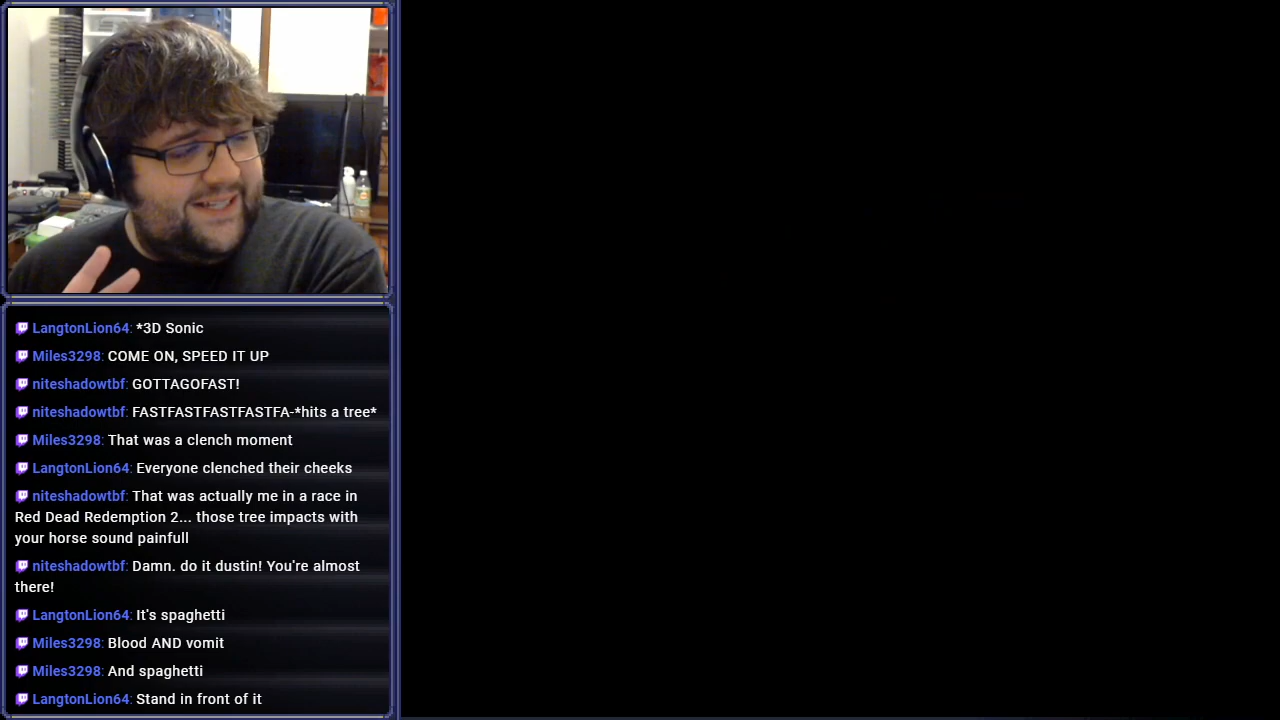 LangtonLion64: *3D Sonic
Miles3298: COME ON, SPEED IT UP
niteshadowtbf: GOTTAGOFAST!
niteshadowtbf: FASTFASTFASTFASTFA-*hits a tree*
Miles3298: That was a clench moment
LangtonLion64: Everyone clenched their cheeks
niteshadowtbf: That was actually me in a race in
Red Dead Redemption 2... those tree impacts with
your horse sound painfull
niteshadowtbf: Damn. do it dustin! You're almost
there!
LangtonLion64: It's spaghetti
Miles3298: Blood AND vomit
Miles3298: And spaghetti
LangtonLion64: Stand in front of it